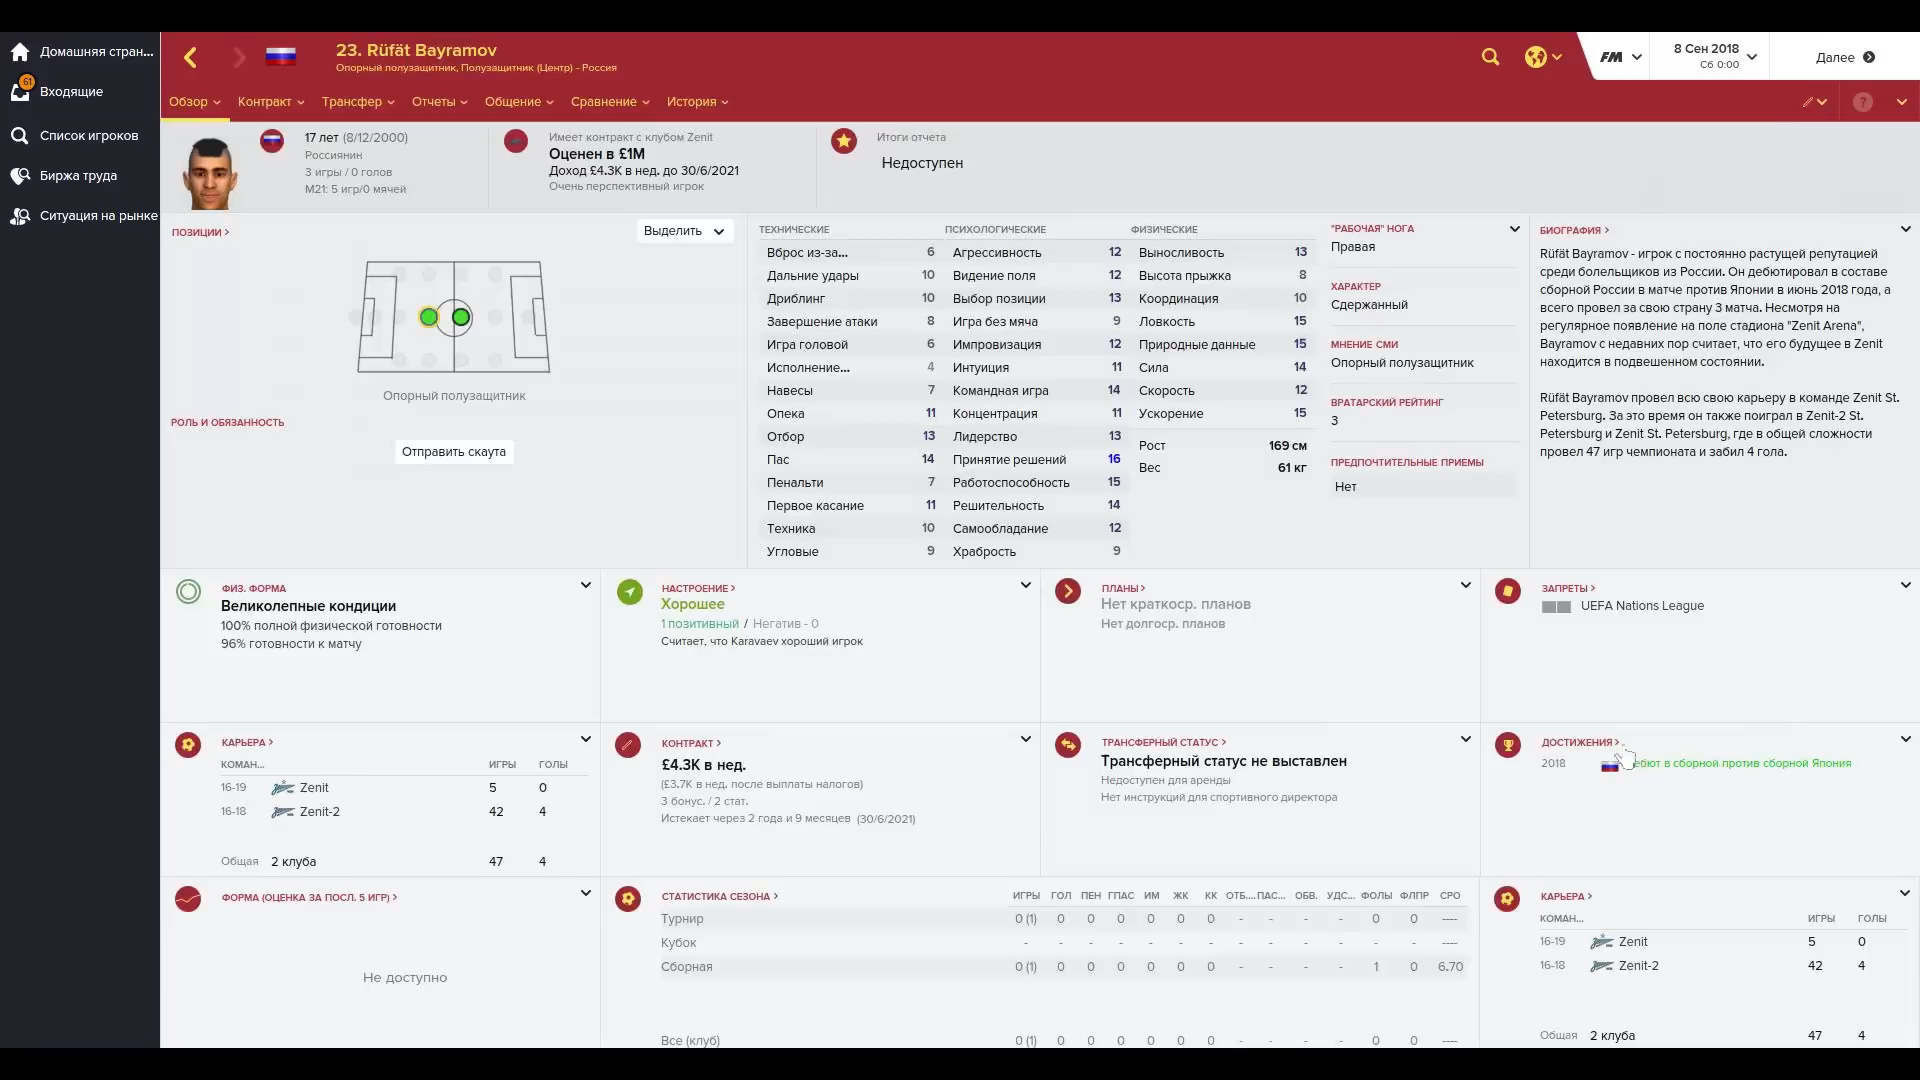 Домашняя стран...
61
Входящие
Список игроков
Биржа труда
Ситуация на рынке
23. Rüfät Bayramov
Опорный полузащитник, Полузащитник (Центр) - Россия
FM
8 Сен 2018
Сб 0:00
Далее
Обзор
Контракт
Трансфер
Отчеты
Общение
Сравнение
История
?
17 лет (8/12/2000)
Россиянин
3 игры / 0 голов
М21: 5 игр/0 мячей
Имеет контракт с клубом Zenit
Оценен в £1M
Доход £4.3K в нед. до 30/6/2021
Очень перспективный игрок
Итоги отчета
Недоступен
ПОЗИЦИИ >
Выделить
Опорный полузащитник
РОЛЬ И ОБЯЗАННОСТЬ
Отправить скаута
ТЕХНИЧЕСКИЕ
Вброс из-за... 6
Дальние удары 10
Дриблинг 10
Завершение атаки 8
Игра головой 6
Исполнение... 4
Навесы 7
Опека 11
Отбор 13
Пас 14
Пенальти 7
Первое касание 11
Техника 10
Угловые 9
ПСИХОЛОГИЧЕСКИЕ
Агрессивность 12
Видение поля 12
Выбор позиции 13
Игра без мяча 9
Импровизация 12
Интуиция 11
Командная игра 14
Концентрация 11
Лидерство 13
Принятие решений 16
Работоспособность 15
Решительность 14
Самообладание 12
Храбрость 9
ФИЗИЧЕСКИЕ
Выносливость 13
Высота прыжка 8
Координация 10
Ловкость 15
Природные данные 15
Сила 14
Скорость 12
Ускорение 15
Рост 169 см
Вес 61 кг
"РАБОЧАЯ" НОГА
Правая
ХАРАКТЕР
Сдержанный
МНЕНИЕ СМИ
Опорный полузащитник
ВРАТАРСКИЙ РЕЙТИНГ
3
ПРЕДПОЧТИТЕЛЬНЫЕ ПРИЕМЫ
Нет
БИОГРАФИЯ >
Rüfät Bayramov - игрок с постоянно растущей репутацией
среди болельщиков из России. Он дебютировал в составе
сборной России в матче против Японии в июнь 2018 года, а
всего провел за свою страну 3 матча. Несмотря на
регулярное появление на поле стадиона "Zenit Arena",
Bayramov с недавних пор считает, что его будущее в Zenit
находится в подвешенном состоянии.
Rüfät Bayramov провел всю свою карьеру в команде Zenit St.
Petersburg. За это время он также поиграл в Zenit-2 St.
Petersburg и Zenit St. Petersburg, где в общей сложности
провел 47 игр чемпионата и забил 4 гола.
ФИЗ. ФОРМА
Великолепные кондиции
100% полной физической готовности
96% готовности к матчу
НАСТРОЕНИЕ >
Хорошее
1 позитивный / Негатив - 0
Считает, что Karavaev хороший игрок
ПЛАНЫ >
Нет краткоср. планов
Нет долгоср. планов
ЗАПРЕТЫ >
UEFA Nations League
КАРЬЕРА >
КОМАН... ИГРЫ ГОЛЫ
16-19 Zenit 5 0
16-18 Zenit-2 42 4
Общая 2 клуба 47 4
КОНТРАКТ >
£4.3K в нед.
(£3.7K в нед. после выплаты налогов)
3 бонус. / 2 стат.
Истекает через 2 года и 9 месяцев (30/6/2021)
ТРАНСФЕРНЫЙ СТАТУС >
Трансферный статус не выставлен
Недоступен для аренды
Нет инструкций для спортивного директора
ДОСТИЖЕНИЯ >
2018 ебют в сборной против сборной Япония
ФОРМА (ОЦЕНКА ЗА ПОСЛ. 5 ИГР) >
Не доступно
СТАТИСТИКА СЕЗОНА > ИГРЫ ГОЛ ПЕН ГПАС ИМ ЖК КК ОТБ.... ПАС... ОБВ. УДС... ФОЛЫ ФЛПР СРО
Турнир 0 (1) 0 0 0 0 0 0 - - - - 0 0 ----
Кубок - - - - - - - - - - - - - ----
Сборная 0 (1) 0 0 0 0 0 0 - - - - 1 0 6.70
Все (клуб) 0 (1) 0 0 0 0 0 0 - - - - 0 0 ----
КАРЬЕРА >
КОМАН... ИГРЫ ГОЛЫ
16-19 Zenit 5 0
16-18 Zenit-2 42 4
Общая 2 клуба 47 4